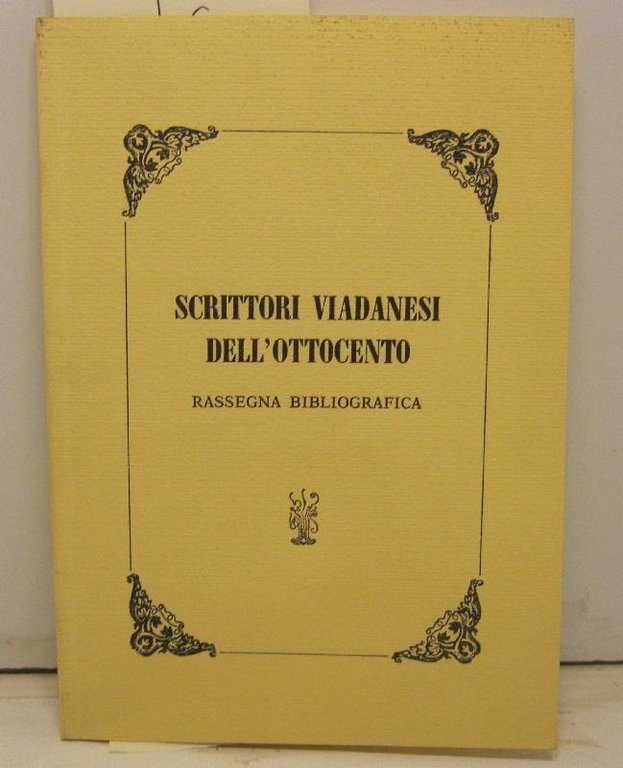 SCRITTORI VIADANESI
DELL'OTTOCENTO
RASSEGNA BIBLIOGRAFICA